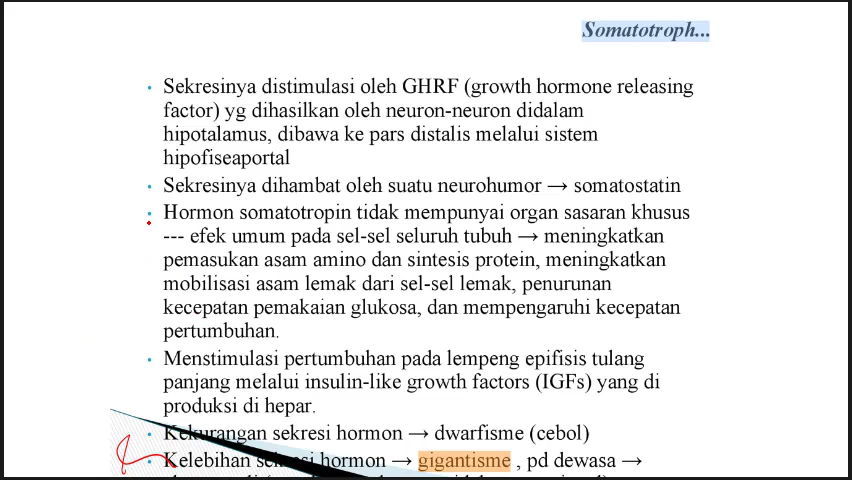 Somatotroph...
• Sekresinya distimulasi oleh GHRF (growth hormone releasing
factor) yg dihasilkan oleh neuron-neuron didalam
hipotalamus, dibawa ke pars distalis melalui sistem
hipofiseaportal
• Sekresinya dihambat oleh suatu neurohumor → somatostatin
• Hormon somatotropin tidak mempunyai organ sasaran khusus
--- efek umum pada sel-sel seluruh tubuh → meningkatkan
pemasukan asam amino dan sintesis protein, meningkatkan
mobilisasi asam lemak dari sel-sel lemak, penurunan
kecepatan pemakaian glukosa, dan mempengaruhi kecepatan
pertumbuhan.
• Menstimulasi pertumbuhan pada lempeng epifisis tulang
panjang melalui insulin-like growth factors (IGFs) yang di
produksi di hepar.
• Kekurangan sekresi hormon → dwarfisme (cebol)
• Kelebihan sekresi hormon → gigantisme , pd dewasa →